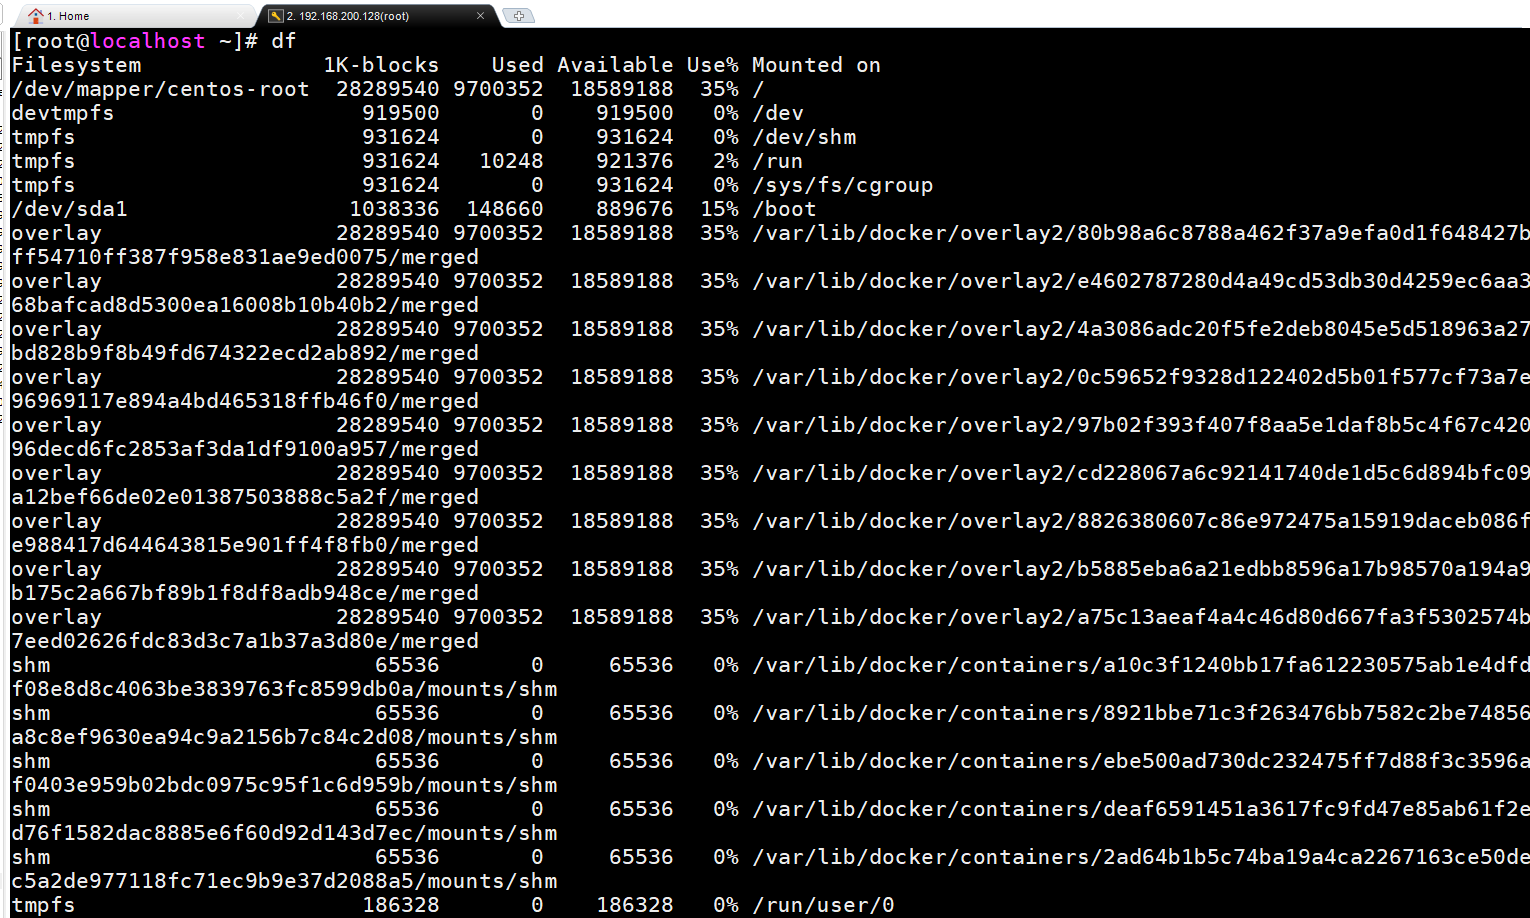 1. Home
2. 192.168.200.128(root)
[root@localhost ~]# df
Filesystem              1K-blocks    Used Available Use% Mounted on
/dev/mapper/centos-root  28289540 9700352  18589188  35% /
devtmpfs                   919500       0    919500   0% /dev
tmpfs                      931624       0    931624   0% /dev/shm
tmpfs                      931624   10248    921376   2% /run
tmpfs                      931624       0    931624   0% /sys/fs/cgroup
/dev/sda1                 1038336  148660    889676  15% /boot
overlay                  28289540 9700352  18589188  35% /var/lib/docker/overlay2/80b98a6c8788a462f37a9efa0d1f648427b
ff54710ff387f958e831ae9ed0075/merged
overlay                  28289540 9700352  18589188  35% /var/lib/docker/overlay2/e4602787280d4a49cd53db30d4259ec6aa3
68bafcad8d5300ea16008b10b40b2/merged
overlay                  28289540 9700352  18589188  35% /var/lib/docker/overlay2/4a3086adc20f5fe2deb8045e5d518963a27
bd828b9f8b49fd674322ecd2ab892/merged
overlay                  28289540 9700352  18589188  35% /var/lib/docker/overlay2/0c59652f9328d122402d5b01f577cf73a7e
96969117e894a4bd465318ffb46f0/merged
overlay                  28289540 9700352  18589188  35% /var/lib/docker/overlay2/97b02f393f407f8aa5e1daf8b5c4f67c420
96decd6fc2853af3da1df9100a957/merged
overlay                  28289540 9700352  18589188  35% /var/lib/docker/overlay2/cd228067a6c92141740de1d5c6d894bfc09
a12bef66de02e01387503888c5a2f/merged
overlay                  28289540 9700352  18589188  35% /var/lib/docker/overlay2/8826380607c86e972475a15919daceb086f
e988417d644643815e901ff4f8fb0/merged
overlay                  28289540 9700352  18589188  35% /var/lib/docker/overlay2/b5885eba6a21edbb8596a17b98570a194a9
b175c2a667bf89b1f8df8adb948ce/merged
overlay                  28289540 9700352  18589188  35% /var/lib/docker/overlay2/a75c13aeaf4a4c46d80d667fa3f5302574b
7eed02626fdc83d3c7a1b37a3d80e/merged
shm                         65536       0     65536   0% /var/lib/docker/containers/a10c3f1240bb17fa612230575ab1e4dfd
f08e8d8c4063be3839763fc8599db0a/mounts/shm
shm                         65536       0     65536   0% /var/lib/docker/containers/8921bbe71c3f263476bb7582c2be74856
a8c8ef9630ea94c9a2156b7c84c2d08/mounts/shm
shm                         65536       0     65536   0% /var/lib/docker/containers/ebe500ad730dc232475ff7d88f3c3596a
f0403e959b02bdc0975c95f1c6d959b/mounts/shm
shm                         65536       0     65536   0% /var/lib/docker/containers/deaf6591451a3617fc9fd47e85ab61f2e
d76f1582dac8885e6f60d92d143d7ec/mounts/shm
shm                         65536       0     65536   0% /var/lib/docker/containers/2ad64b1b5c74ba19a4ca2267163ce50de
c5a2de977118fc71ec9b9e37d2088a5/mounts/shm
tmpfs                      186328       0    186328   0% /run/user/0